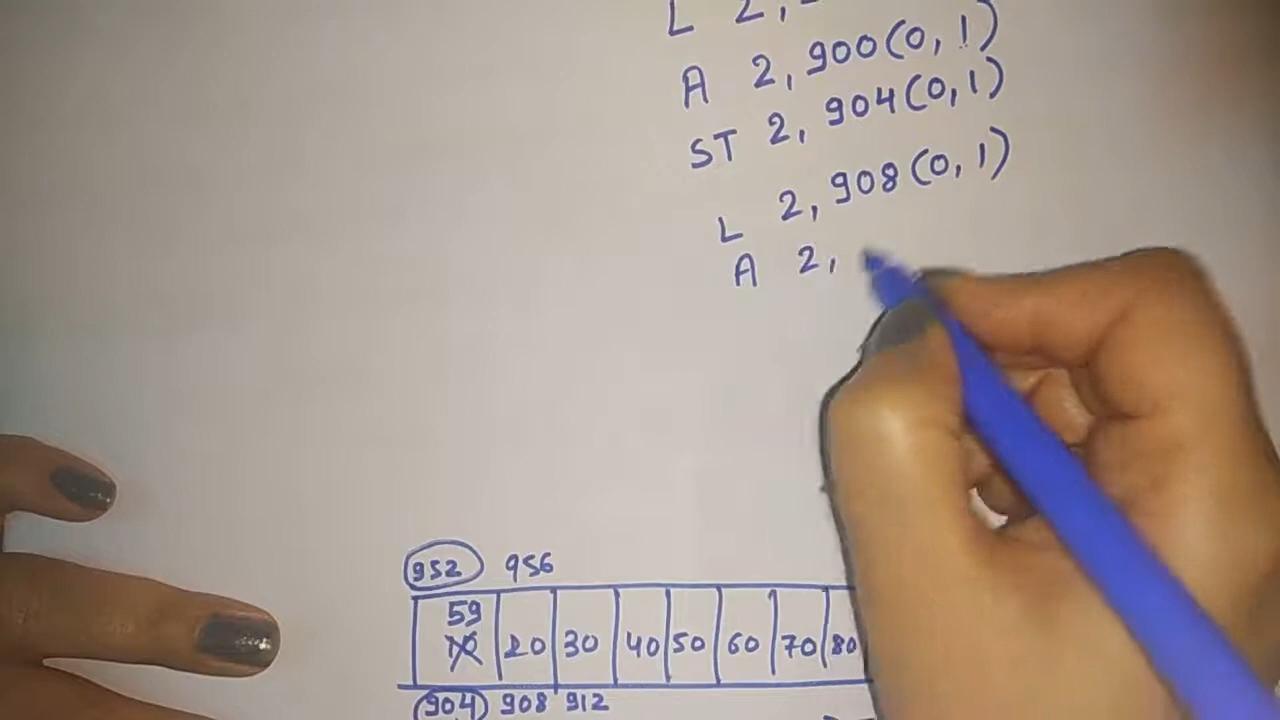 L 2,
A 2, 900(0, 1)
ST 2, 904(0, 1)
L 2, 908(0, 1)
A 2,
952 956
59
10 20 30 40 50 60 70 80
904 908 912